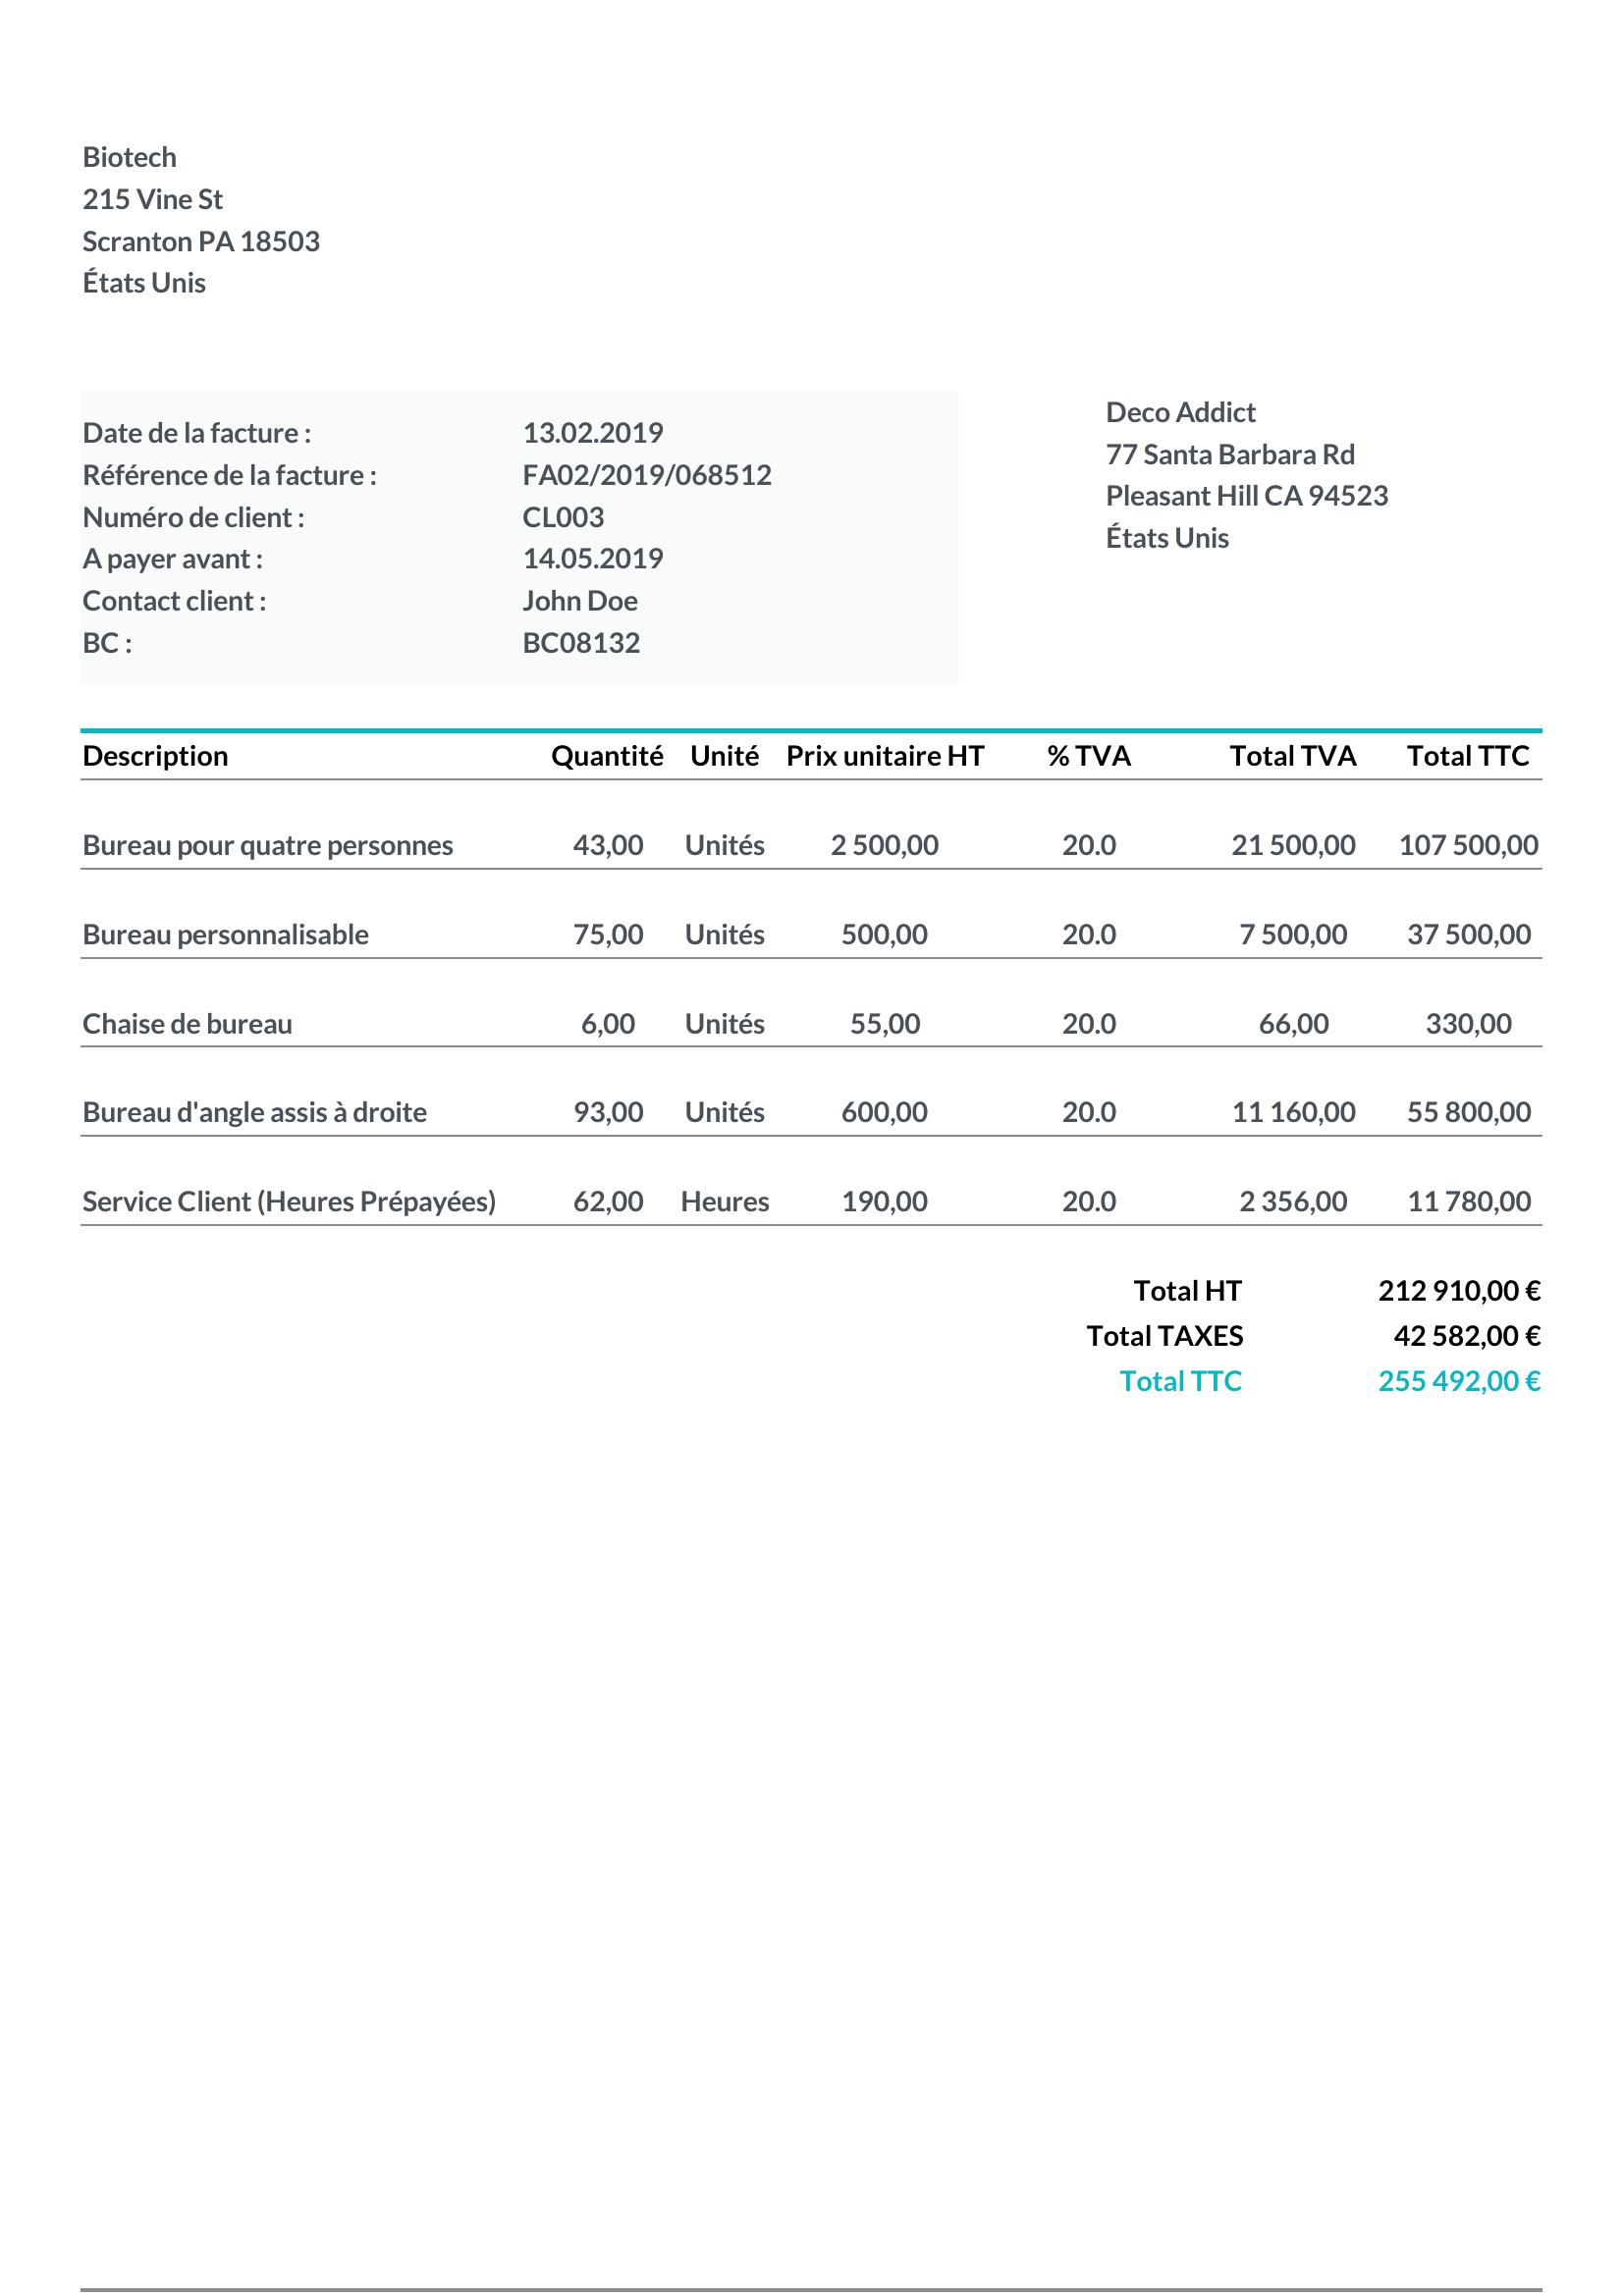 Biotech
215 Vine St
Scranton PA 18503
États Unis
Date de la facture : 13.02.2019
Référence de la facture : FA02/2019/068512
Numéro de client : CL003
A payer avant : 14.05.2019
Contact client : John Doe
BC : BC08132
Deco Addict
77 Santa Barbara Rd
Pleasant Hill CA 94523
États Unis
Description Quantité Unité Prix unitaire HT % TVA Total TVA Total TTC
Bureau pour quatre personnes 43,00 Unités 2 500,00 20.0 21 500,00 107 500,00
Bureau personnalisable 75,00 Unités 500,00 20.0 7 500,00 37 500,00
Chaise de bureau 6,00 Unités 55,00 20.0 66,00 330,00
Bureau d'angle assis à droite 93,00 Unités 600,00 20.0 11 160,00 55 800,00
Service Client (Heures Prépayées) 62,00 Heures 190,00 20.0 2 356,00 11 780,00
Total HT 212 910,00 €
Total TAXES 42 582,00 €
Total TTC 255 492,00 €